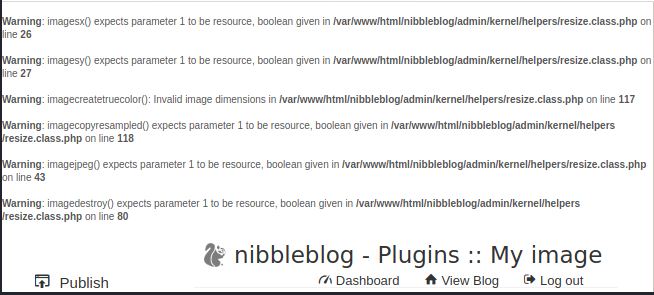 Warning: imagesx() expects parameter 1 to be resource, boolean given in /var/www/html/nibbleblog/admin/kernel/helpers/resize.class.php on
line 26
Warning: imagesy() expects parameter 1 to be resource, boolean given in /var/www/html/nibbleblog/admin/kernel/helpers/resize.class.php on
line 27
Warning: imagecreatetruecolor(): Invalid image dimensions in /var/www/html/nibbleblog/admin/kernel/helpers/resize.class.php on line 117
Warning: imagecopyresampled() expects parameter 1 to be resource, boolean given in /var/www/html/nibbleblog/admin/kernel/helpers
/resize.class.php on line 118
Warning: imagejpeg() expects parameter 1 to be resource, boolean given in /var/www/html/nibbleblog/admin/kernel/helpers/resize.class.php
on line 43
Warning: imagedestroy() expects parameter 1 to be resource, boolean given in /var/www/html/nibbleblog/admin/kernel/helpers
/resize.class.php on line 80
nibbleblog - Plugins :: My image
Publish Dashboard View Blog Log out